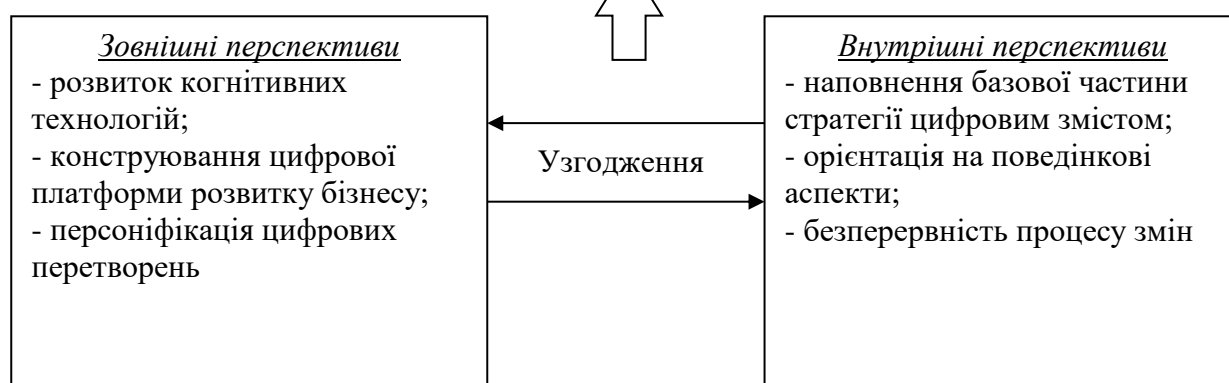 Зовнішні перспективи
- розвиток когнітивних
технологій;
- конструювання цифрової
платформи розвитку бізнесу;
- персоніфікація цифрових
перетворень
Узгодження
Внутрішні перспективи
- наповнення базової частини
стратегії цифровим змістом;
- орієнтація на поведінкові
аспекти;
- безперервність процесу змін